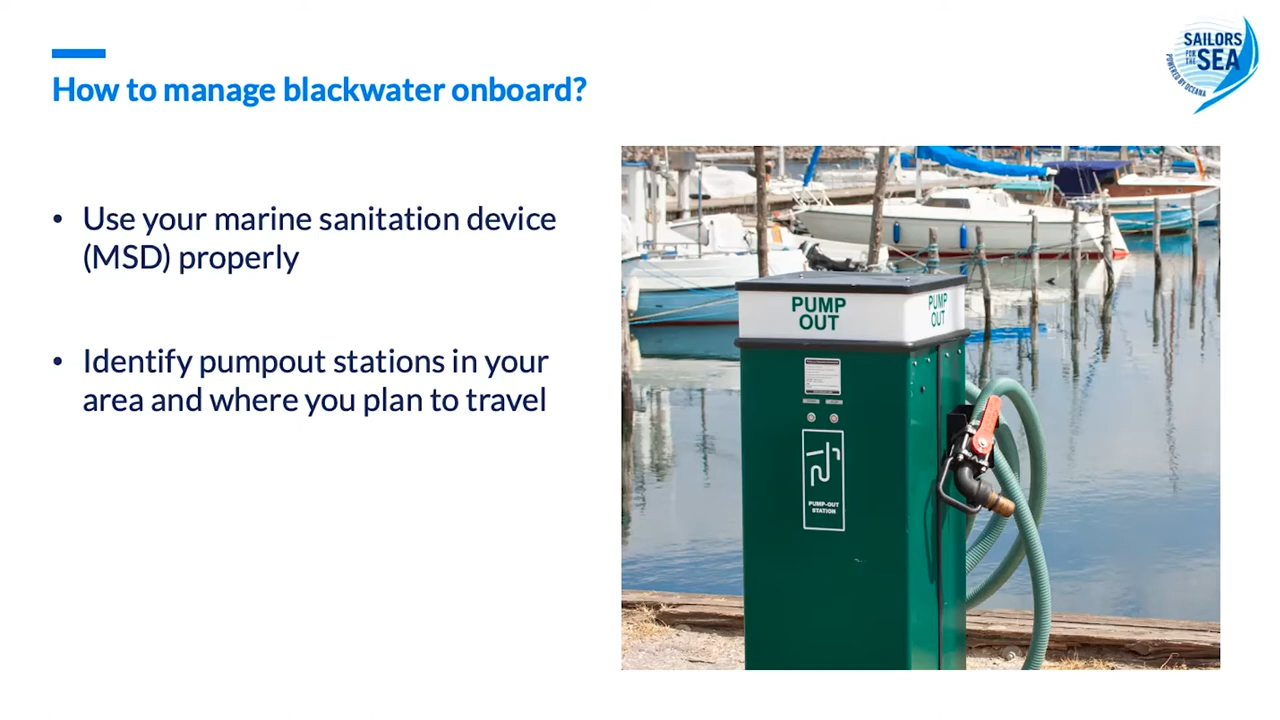 How to manage blackwater onboard?
SAILORS
FOR THE
SEA
POWERED BY OCEANA
• Use your marine sanitation device
(MSD) properly
• Identify pumpout stations in your
area and where you plan to travel
PUMP
OUT
PUMP
OUT
PUMP-OUT
STATION